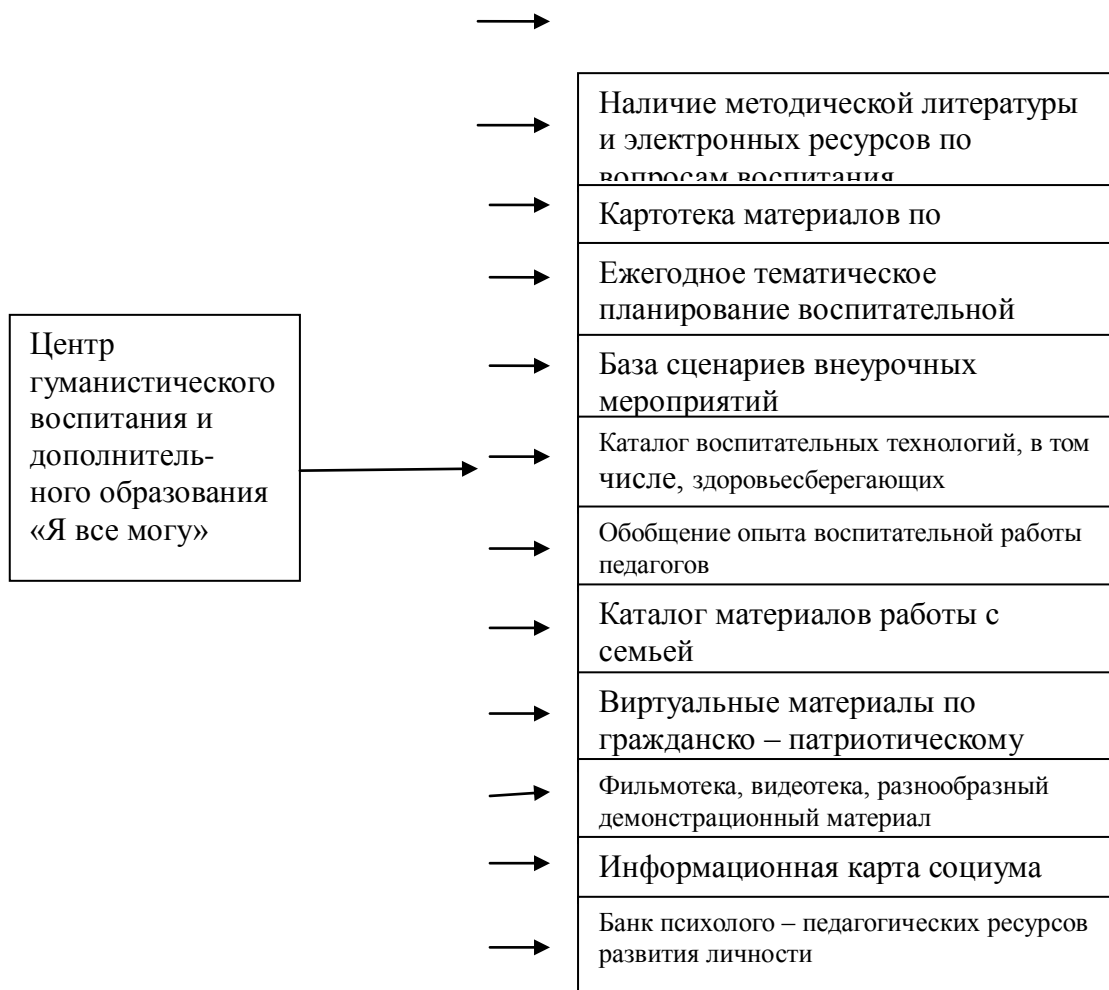 Центр
гуманистического
воспитания и
дополнитель-
ного образования
«Я все могу»
Наличие методической литературы
и электронных ресурсов по
вопросам воспитания
Картотека материалов по
Ежегодное тематическое
планирование воспитательной
База сценариев внеурочных
мероприятий
Каталог воспитательных технологий, в том
числе, здоровьесберегающих
Обобщение опыта воспитательной работы
педагогов
Каталог материалов работы с
семьей
Виртуальные материалы по
гражданско – патриотическому
Фильмотека, видеотека, разнообразный
демонстрационный материал
Информационная карта социума
Банк психолого – педагогических ресурсов
развития личности